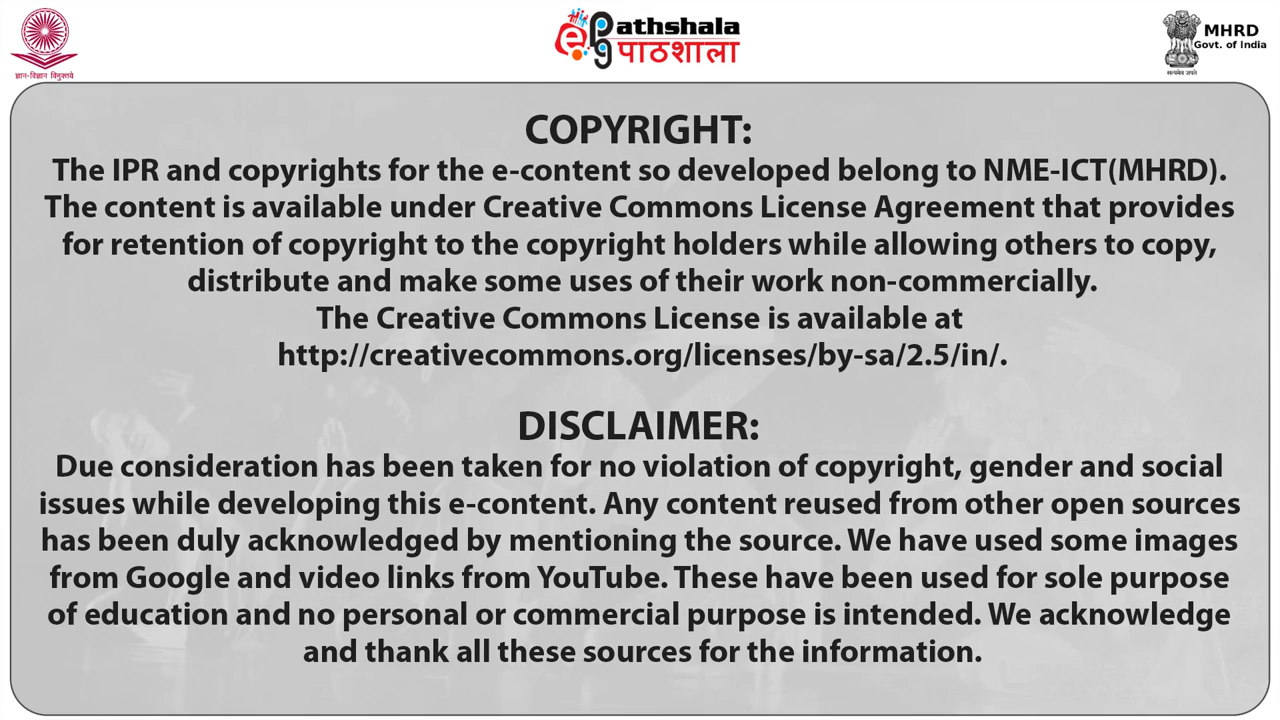 ज्ञान-विज्ञान विमुक्तये
ePathshala
पाठशाला
MHRD
Govt. of India
सत्यमेव जयते
COPYRIGHT:
The IPR and copyrights for the e-content so developed belong to NME-ICT(MHRD).
The content is available under Creative Commons License Agreement that provides
for retention of copyright to the copyright holders while allowing others to copy,
distribute and make some uses of their work non-commercially.
The Creative Commons License is available at
http://creativecommons.org/licenses/by-sa/2.5/in/.
DISCLAIMER:
Due consideration has been taken for no violation of copyright, gender and social
issues while developing this e-content. Any content reused from other open sources
has been duly acknowledged by mentioning the source. We have used some images
from Google and video links from YouTube. These have been used for sole purpose
of education and no personal or commercial purpose is intended. We acknowledge
and thank all these sources for the information.